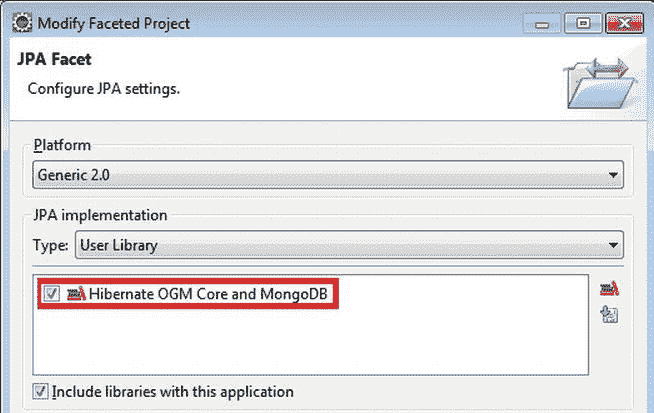 Modify Faceted Project
JPA Facet
Configure JPA settings.
Platform
Generic 2.0
JPA implementation
Type: User Library
Hibernate OGM Core and MongoDB
Include libraries with this application